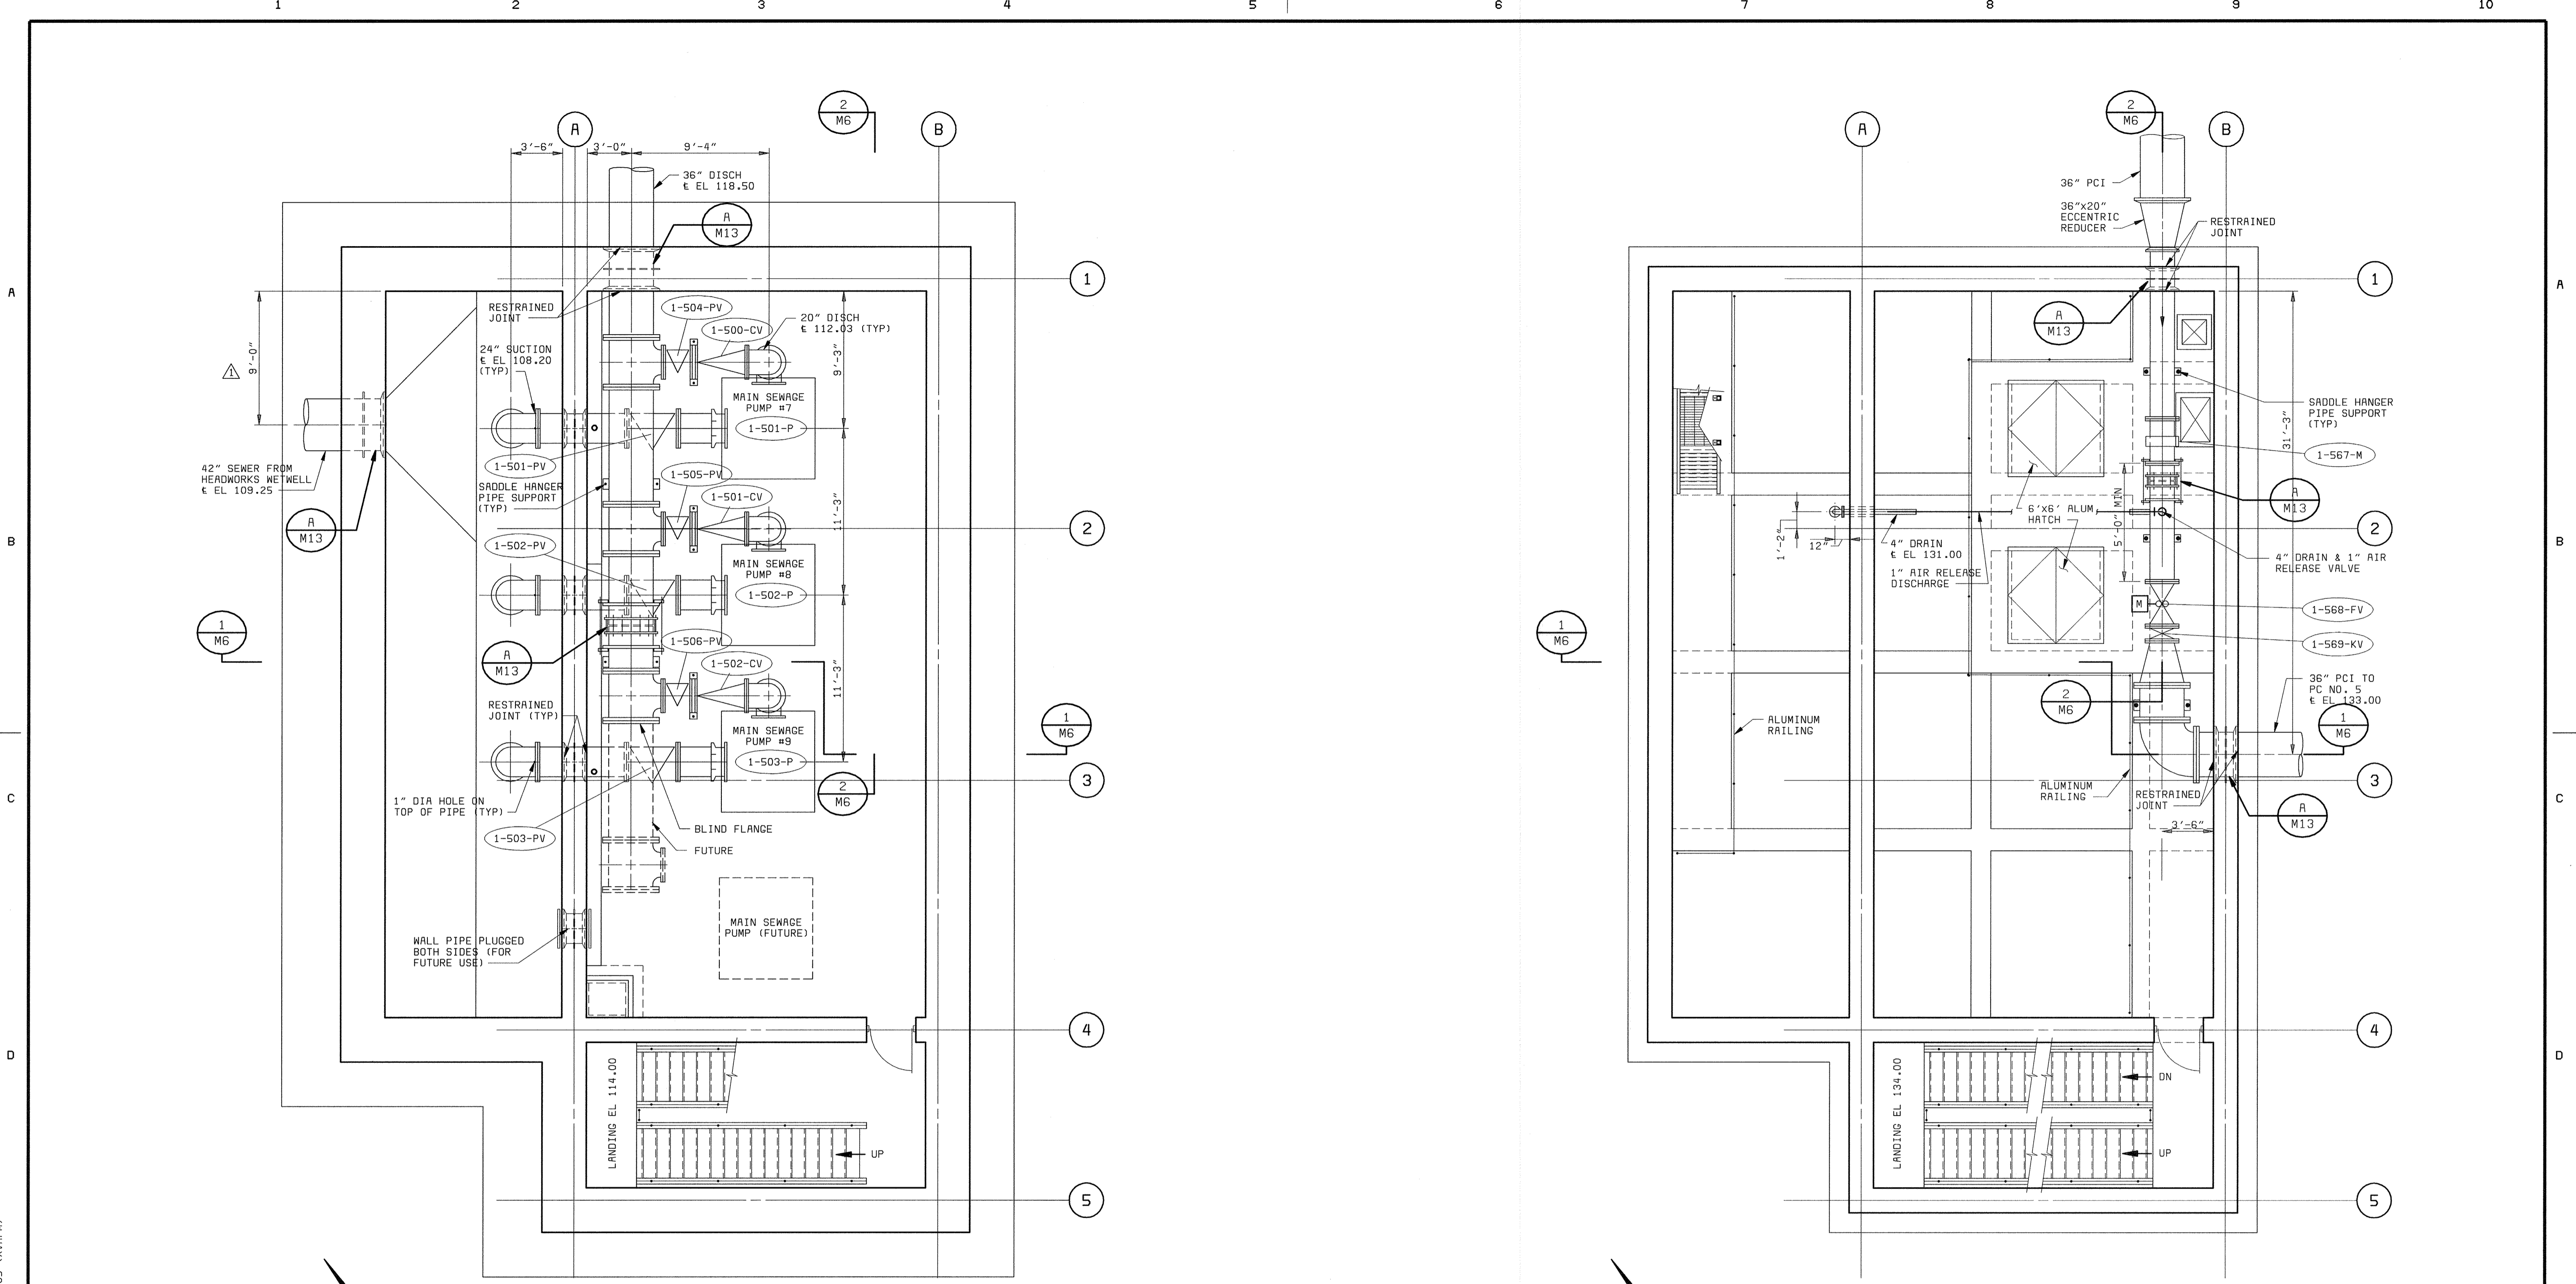 1 2 3 4 5 6 7 8 9 10
A
B
C
D
2
M6
A
B
3'-6"
3'-0"
9'-4"
36" DISCH
℄ EL 118.50
A
M13
1
RESTRAINED
JOINT
1-504-PV
1-500-CV
20" DISCH
℄ 112.03 (TYP)
9'-0"
1
24" SUCTION
℄ EL 108.20
(TYP)
9'-3"
MAIN SEWAGE
PUMP #7
1-501-P
1-501-PV
42" SEWER FROM
HEADWORKS WETWELL
℄ EL 109.25
SADDLE HANGER
PIPE SUPPORT
(TYP)
1-505-PV
1-501-CV
11'-3"
A
M13
2
1-502-PV
MAIN SEWAGE
PUMP #8
1-502-P
1
M6
1-506-PV
1-502-CV
A
M13
11'-3"
RESTRAINED
JOINT (TYP)
MAIN SEWAGE
PUMP #9
1-503-P
1
M6
2
M6
3
1" DIA HOLE ON
TOP OF PIPE (TYP)
1-503-PV
BLIND FLANGE
FUTURE
WALL PIPE PLUGGED
BOTH SIDES (FOR
FUTURE USE)
MAIN SEWAGE
PUMP (FUTURE)
4
LANDING EL 114.00
UP
5
2
M6
A
B
36" PCI
36"x20"
ECCENTRIC
REDUCER
RESTRAINED
JOINT
1
A
M13
SADDLE HANGER
PIPE SUPPORT
(TYP)
31'-3"
1-567-M
A
M13
5'-0" MIN
6'x6' ALUM
HATCH
2
1'-2"
12"
4" DRAIN
℄ EL 131.00
1" AIR RELEASE
DISCHARGE
4" DRAIN & 1" AIR
RELEASE VALVE
M
1-568-FV
1
M6
1-569-KV
36" PCI TO
PC NO. 5
℄ EL 133.00
2
M6
1
M6
ALUMINUM
RAILING
3
ALUMINUM
RAILING
RESTRAINED
JOINT
A
M13
3'-6"
4
LANDING EL 134.00
DN
UP
5
A
B
C
D